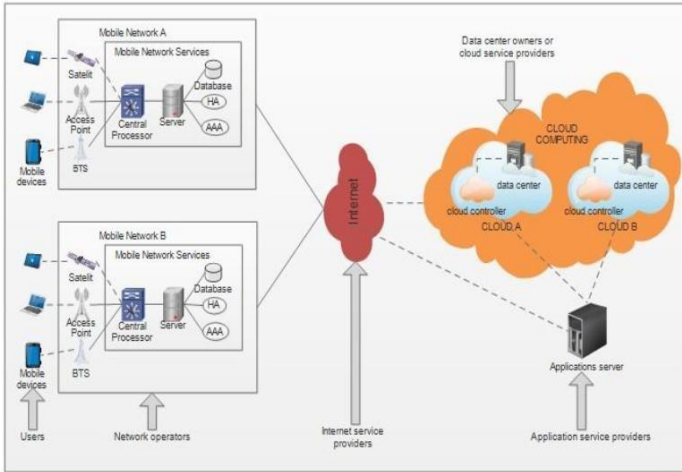 Mobile Network A
Mobile Network Services
Satelit
Access
Point
BTS
Mobile
devices
Central
Processor
Server
Database
HA
AAA
Mobile Network B
Mobile Network Services
Satelit
Access
Point
BTS
Mobile
devices
Central
Processor
Server
Database
HA
AAA
Users
Network operators
Internet
Internet service
providers
Data center owners or
cloud service providers
CLOUD
COMPUTING
data center
cloud controller
CLOUD A
data center
cloud controller
CLOUD B
Applications server
Application service providers